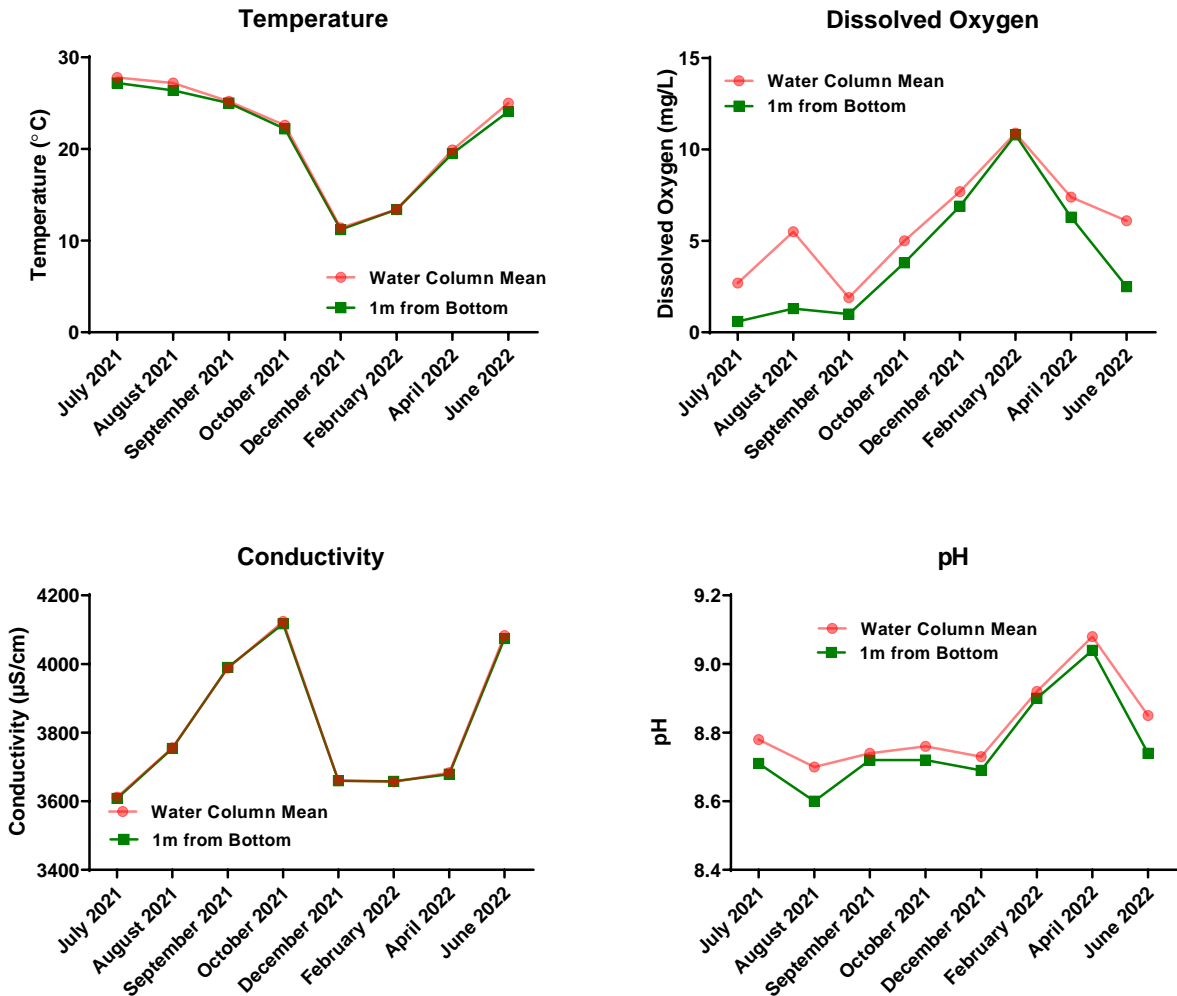 Temperature
Temperature (° C)
30
20
10
0
Water Column Mean
1m from Bottom
July 2021
August 2021
September 2021
October 2021
December 2021
February 2022
April 2022
June 2022
Dissolved Oxygen
Dissolved Oxygen (mg/L)
15
10
5
0
Water Column Mean
1m from Bottom
July 2021
August 2021
September 2021
October 2021
December 2021
February 2022
April 2022
June 2022
Conductivity
Conductivity (µS/cm)
4200
4000
3800
3600
3400
Water Column Mean
1m from Bottom
July 2021
August 2021
September 2021
October 2021
December 2021
February 2022
April 2022
June 2022
pH
pH
9.2
9.0
8.8
8.6
8.4
Water Column Mean
1m from Bottom
July 2021
August 2021
September 2021
October 2021
December 2021
February 2022
April 2022
June 2022